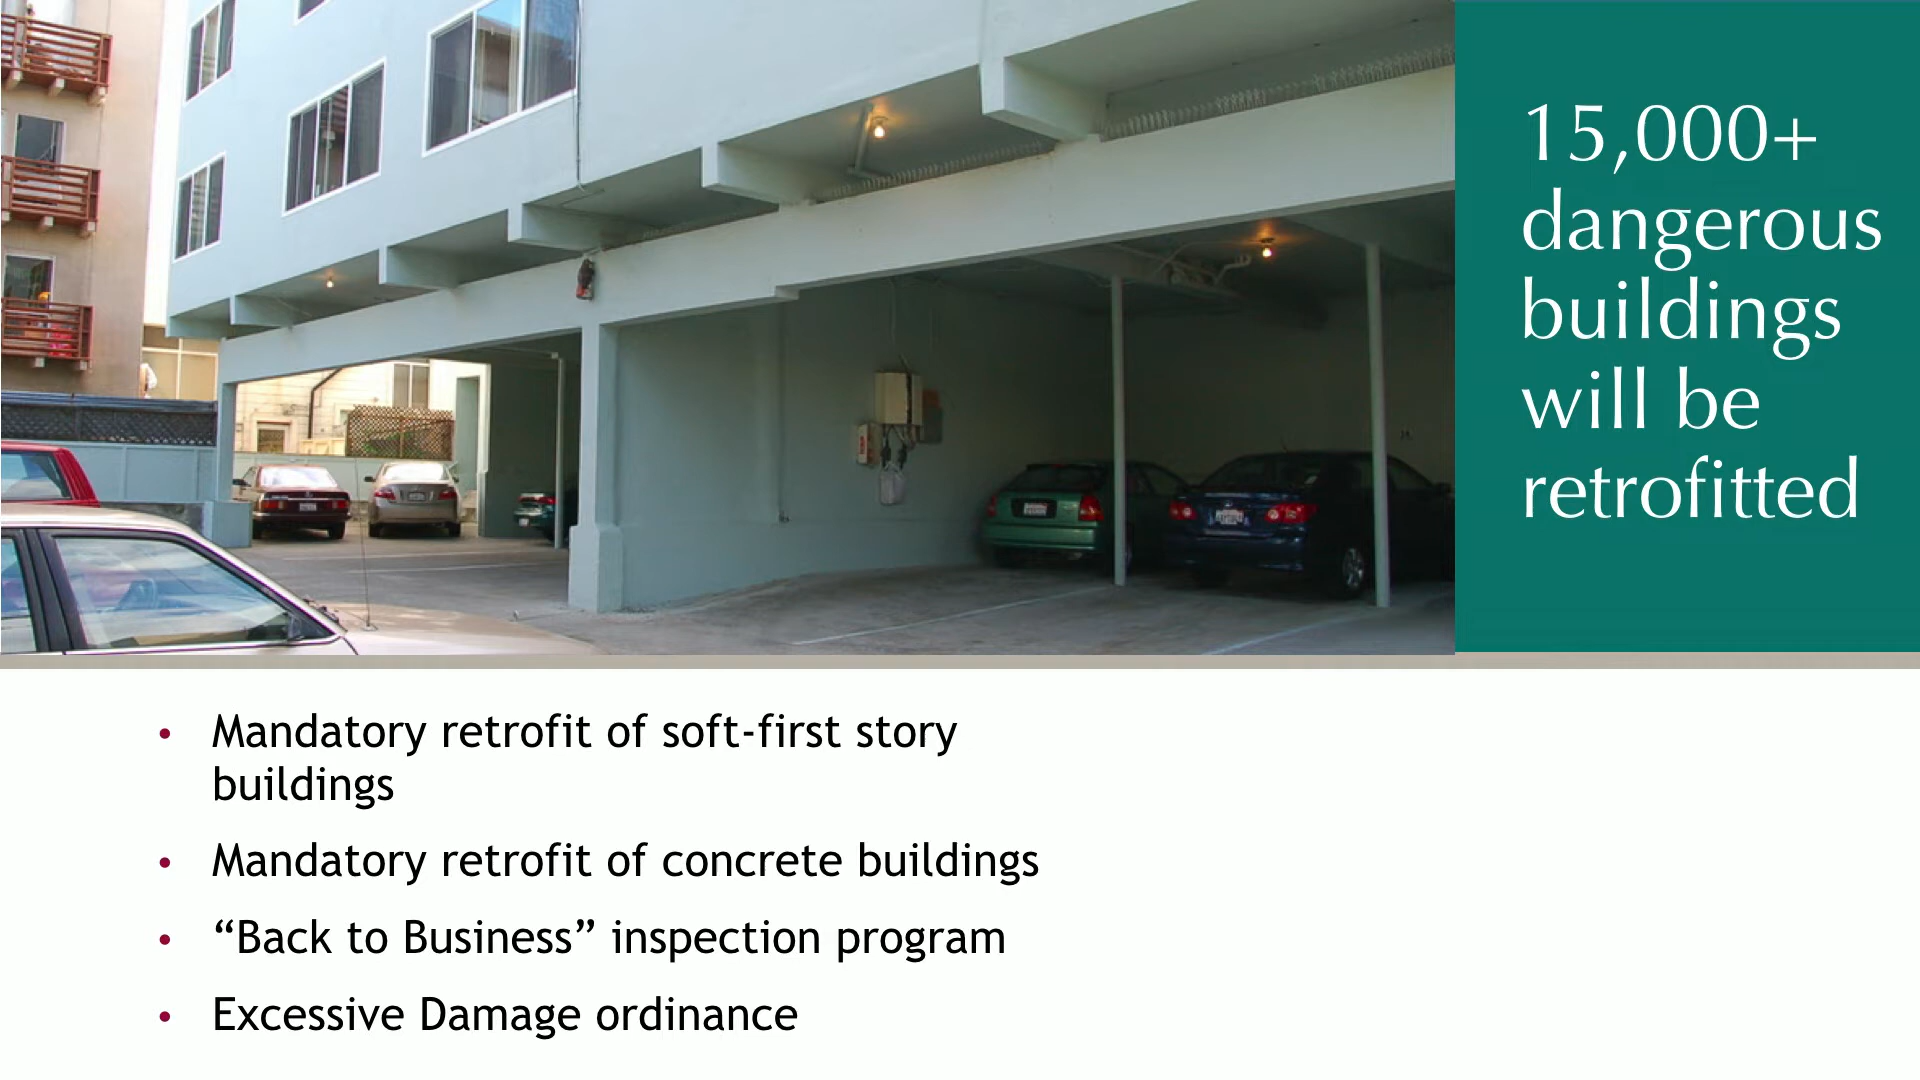 15,000+
dangerous
buildings
will be
retrofitted
• Mandatory retrofit of soft-first story
buildings
• Mandatory retrofit of concrete buildings
• “Back to Business” inspection program
• Excessive Damage ordinance